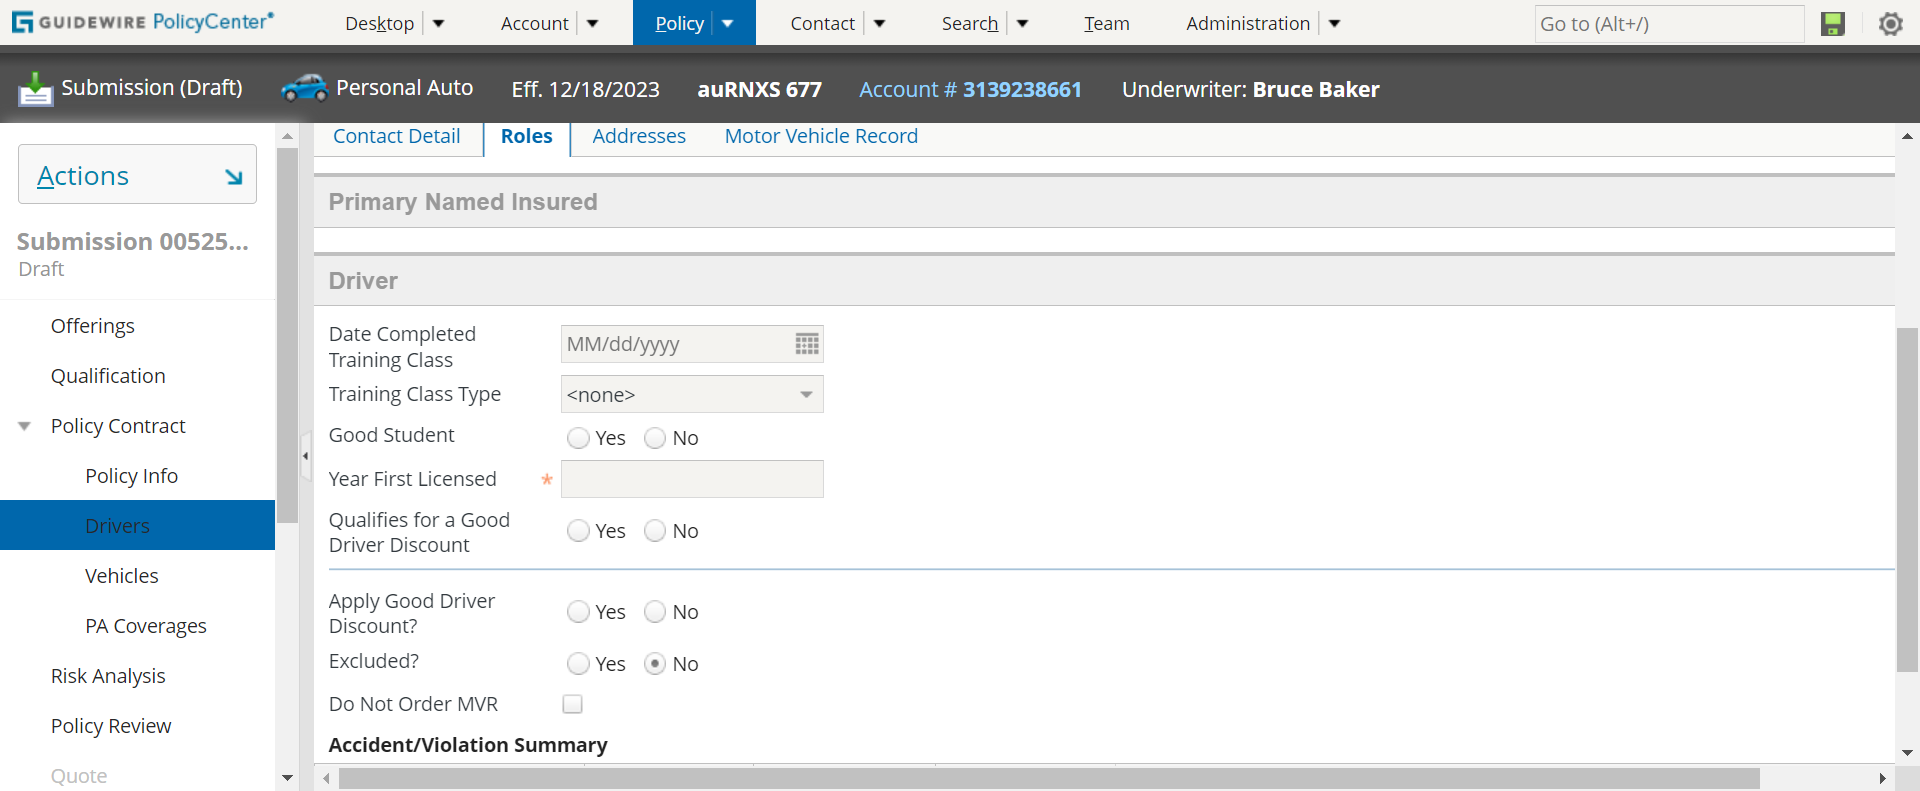 GUIDEWIRE PolicyCenter®
Desktop
Account
Policy
Contact
Search
Team
Administration
Go to (Alt+/)
Submission (Draft)
Personal Auto
Eff. 12/18/2023
auRNXS 677
Account # 3139238661
Underwriter: Bruce Baker
Actions
Submission 00525...
Draft
Offerings
Qualification
Policy Contract
Policy Info
Drivers
Vehicles
PA Coverages
Risk Analysis
Policy Review
Quote
Contact Detail
Roles
Addresses
Motor Vehicle Record
Primary Named Insured
Driver
Date Completed
Training Class
MM/dd/yyyy
Training Class Type
<none>
Good Student
Yes
No
Year First Licensed *
Qualifies for a Good
Driver Discount
Yes
No
Apply Good Driver
Discount?
Yes
No
Excluded?
Yes
No
Do Not Order MVR
Accident/Violation Summary